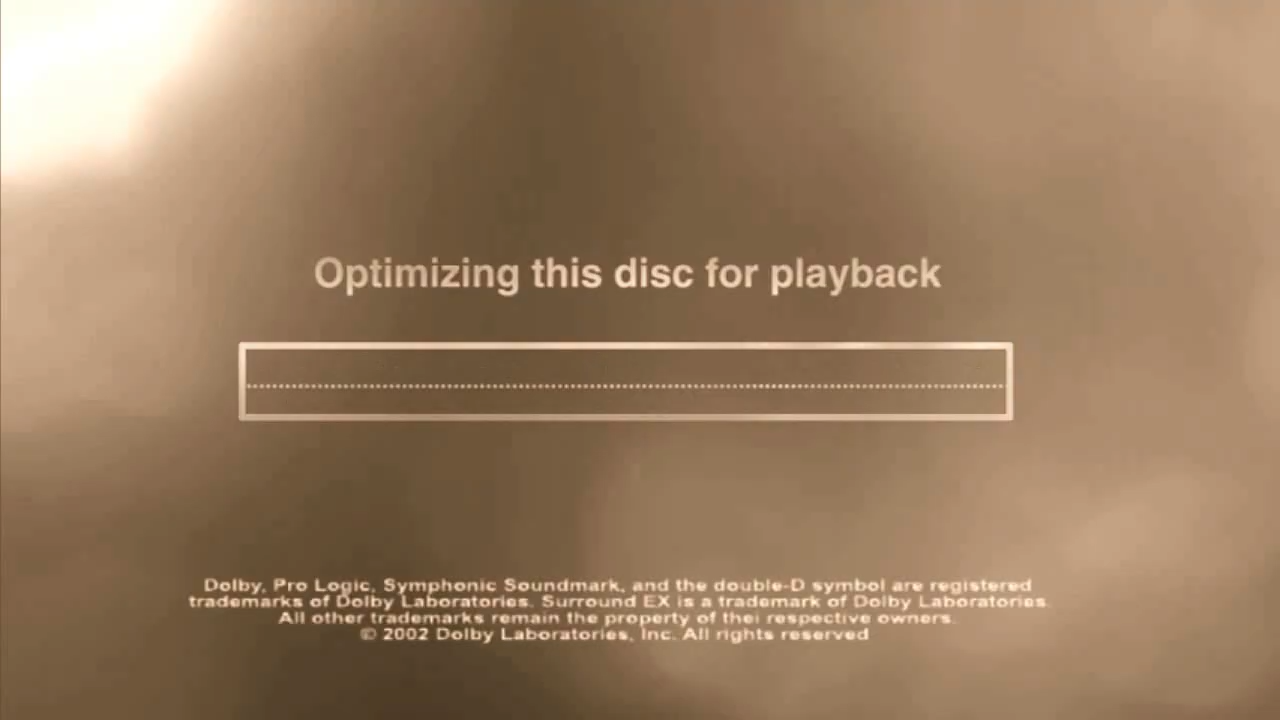 Optimizing this disc for playback
Dolby, Pro Logic, Symphonic Soundmark, and the double-D symbol are registered
trademarks of Dolby Laboratories. Surround EX is a trademark of Dolby Laboratories.
All other trademarks remain the property of thei respective owners.
© 2002 Dolby Laboratories, Inc. All rights reserved